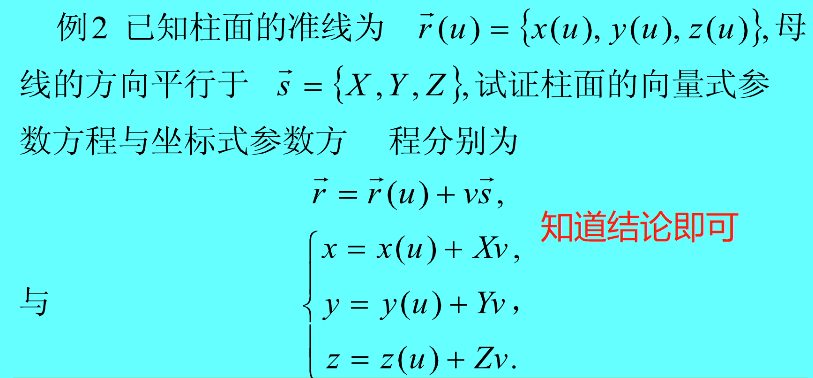 例2 已知柱面的准线为 $\vec{r}(u) = \{x(u), y(u), z(u)\}$,母
线的方向平行于 $\vec{s} = \{X, Y, Z\}$,试证柱面的向量式参
数方程与坐标式参数方 程分别为
$\vec{r} = \vec{r}(u) + v\vec{s},$
知道结论即可
与 $\begin{cases} x = x(u) + Xv, \\ y = y(u) + Yv, \\ z = z(u) + Zv. \end{cases}$